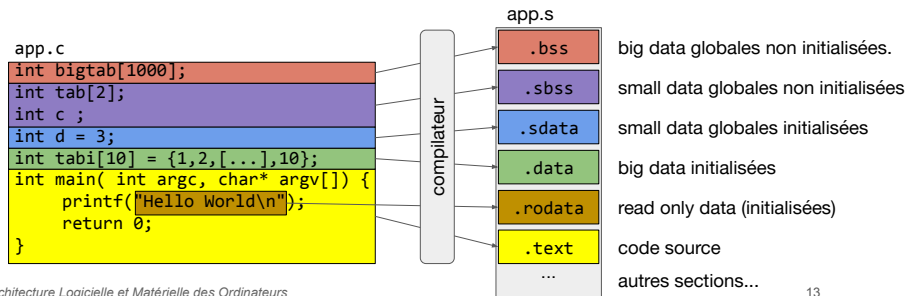 app.s
app.c
int bigtab[1000];
int tab[2];
int c ;
int d = 3;
int tabi[10] = {1,2,[...],10};
int main( int argc, char* argv[]) {
printf("Hello World\n");
return 0;
}
compilateur
.bss
big data globales non initialisées.
.sbss
small data globales non initialisées
.sdata
small data globales initialisées
.data
big data initialisées
.rodata
read only data (initialisées)
.text
code source
...
autres sections...
chitecture Logicielle et Matérielle des Ordinateurs
13